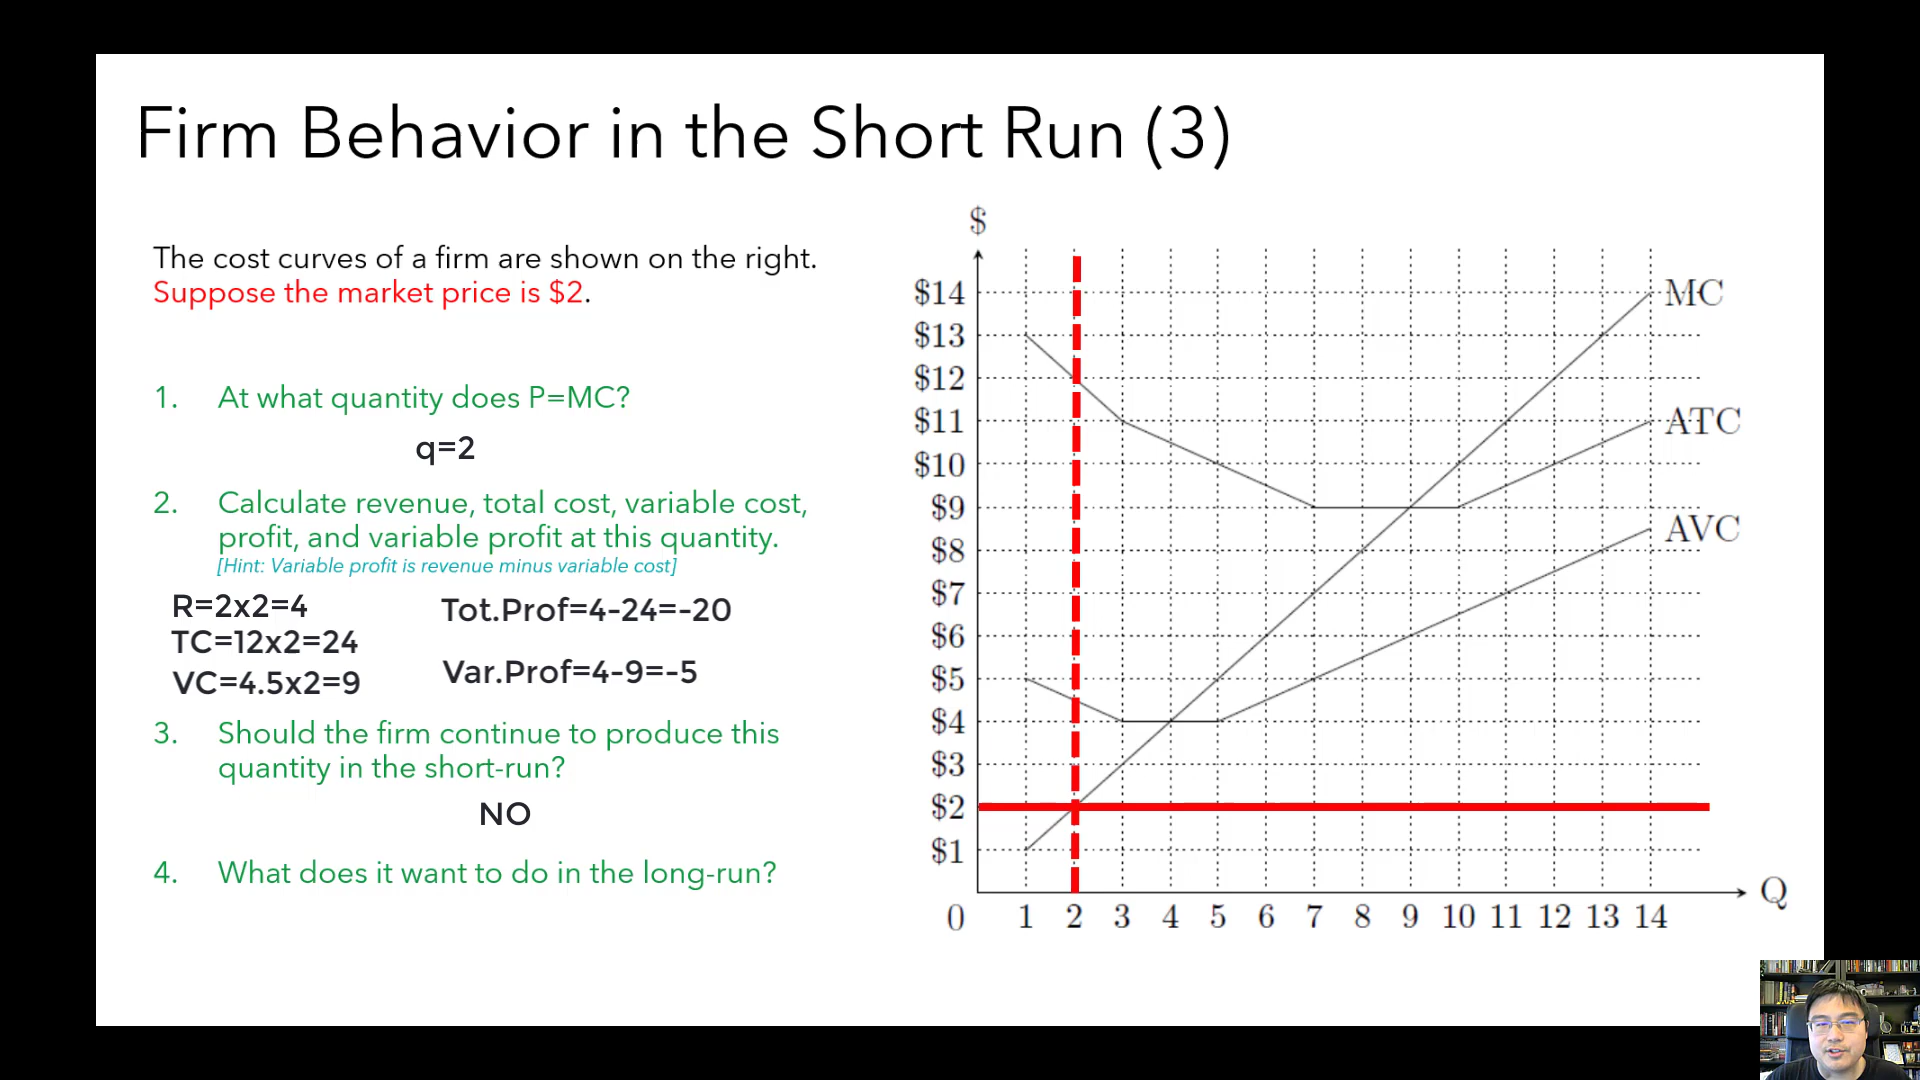 Firm Behavior in the Short Run (3)
The cost curves of a firm are shown on the right.
Suppose the market price is $2.
1. At what quantity does P=MC?
q=2
2. Calculate revenue, total cost, variable cost,
profit, and variable profit at this quantity.
[Hint: Variable profit is revenue minus variable cost]
R=2x2=4
TC=12x2=24
VC=4.5x2=9
Tot.Prof=4-24=-20
Var.Prof=4-9=-5
3. Should the firm continue to produce this
quantity in the short-run?
NO
4. What does it want to do in the long-run?
$
$14
$13
$12
$11
$10
$9
$8
$7
$6
$5
$4
$3
$2
$1
MC
ATC
AVC
Q
0 1 2 3 4 5 6 7 8 9 10 11 12 13 14